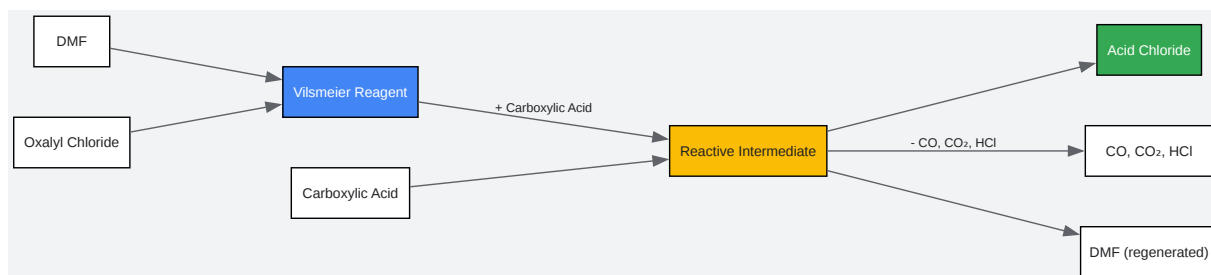 DMF
Oxalyl Chloride
Vilsmeier Reagent
Carboxylic Acid
+ Carboxylic Acid
Reactive Intermediate
- CO, CO₂, HCl
Acid Chloride
CO, CO₂, HCl
DMF (regenerated)